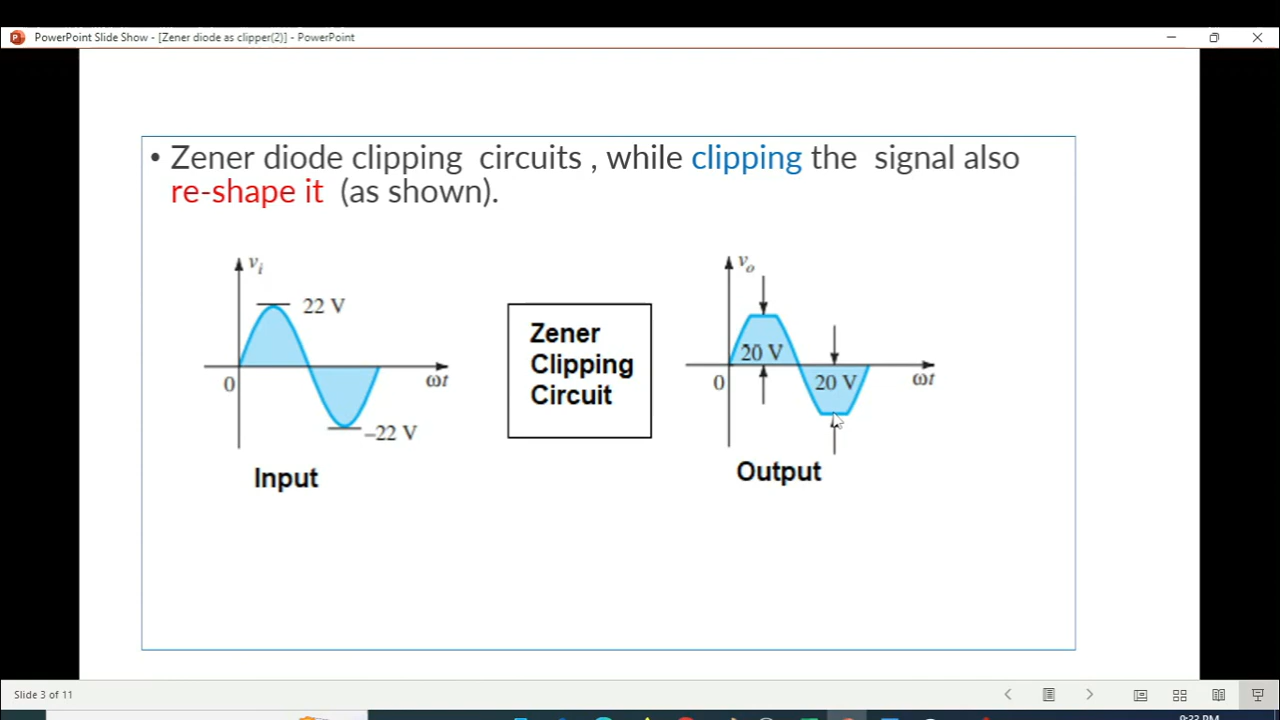 PowerPoint Slide Show - [Zener diode as clipper(2)] - PowerPoint
• Zener diode clipping circuits , while clipping the signal also
re-shape it (as shown).
vi
22 V
0
ωt
–22 V
Input
Zener
Clipping
Circuit
vo
20 V
0
20 V
ωt
Output
Slide 3 of 11